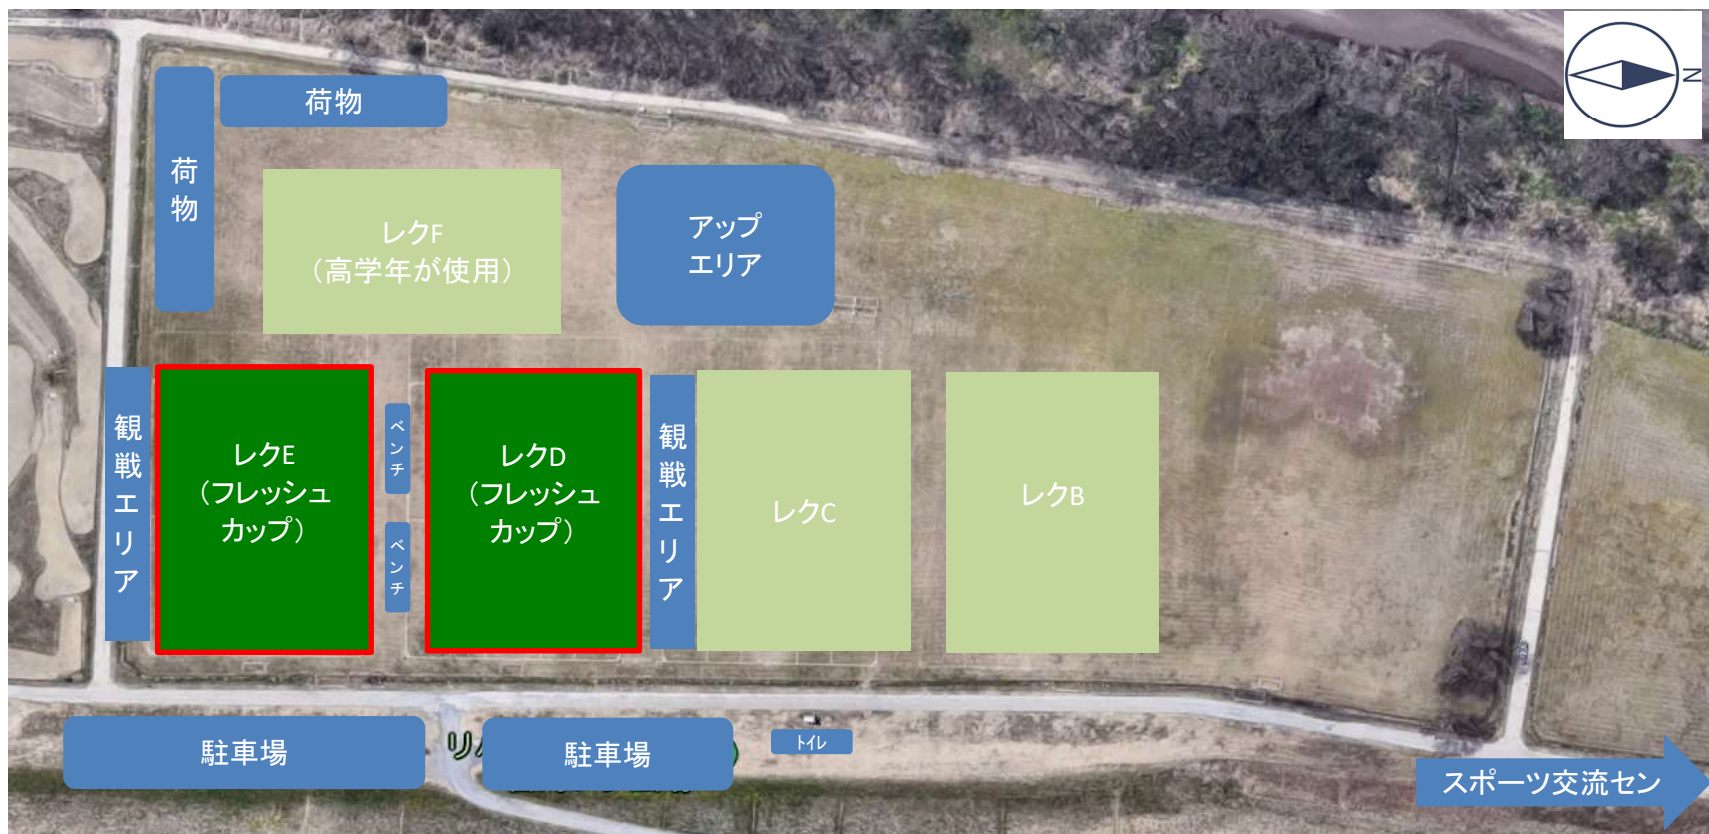 N
荷物
荷物
レクF
（高学年が使用）
アップ
エリア
観戦エリア
レクE
（フレッシュ
カップ）
ベンチ
ベンチ
レクD
（フレッシュ
カップ）
観戦エリア
レクC
レクB
駐車場
リバ
駐車場
トイレ
スポーツ交流セン